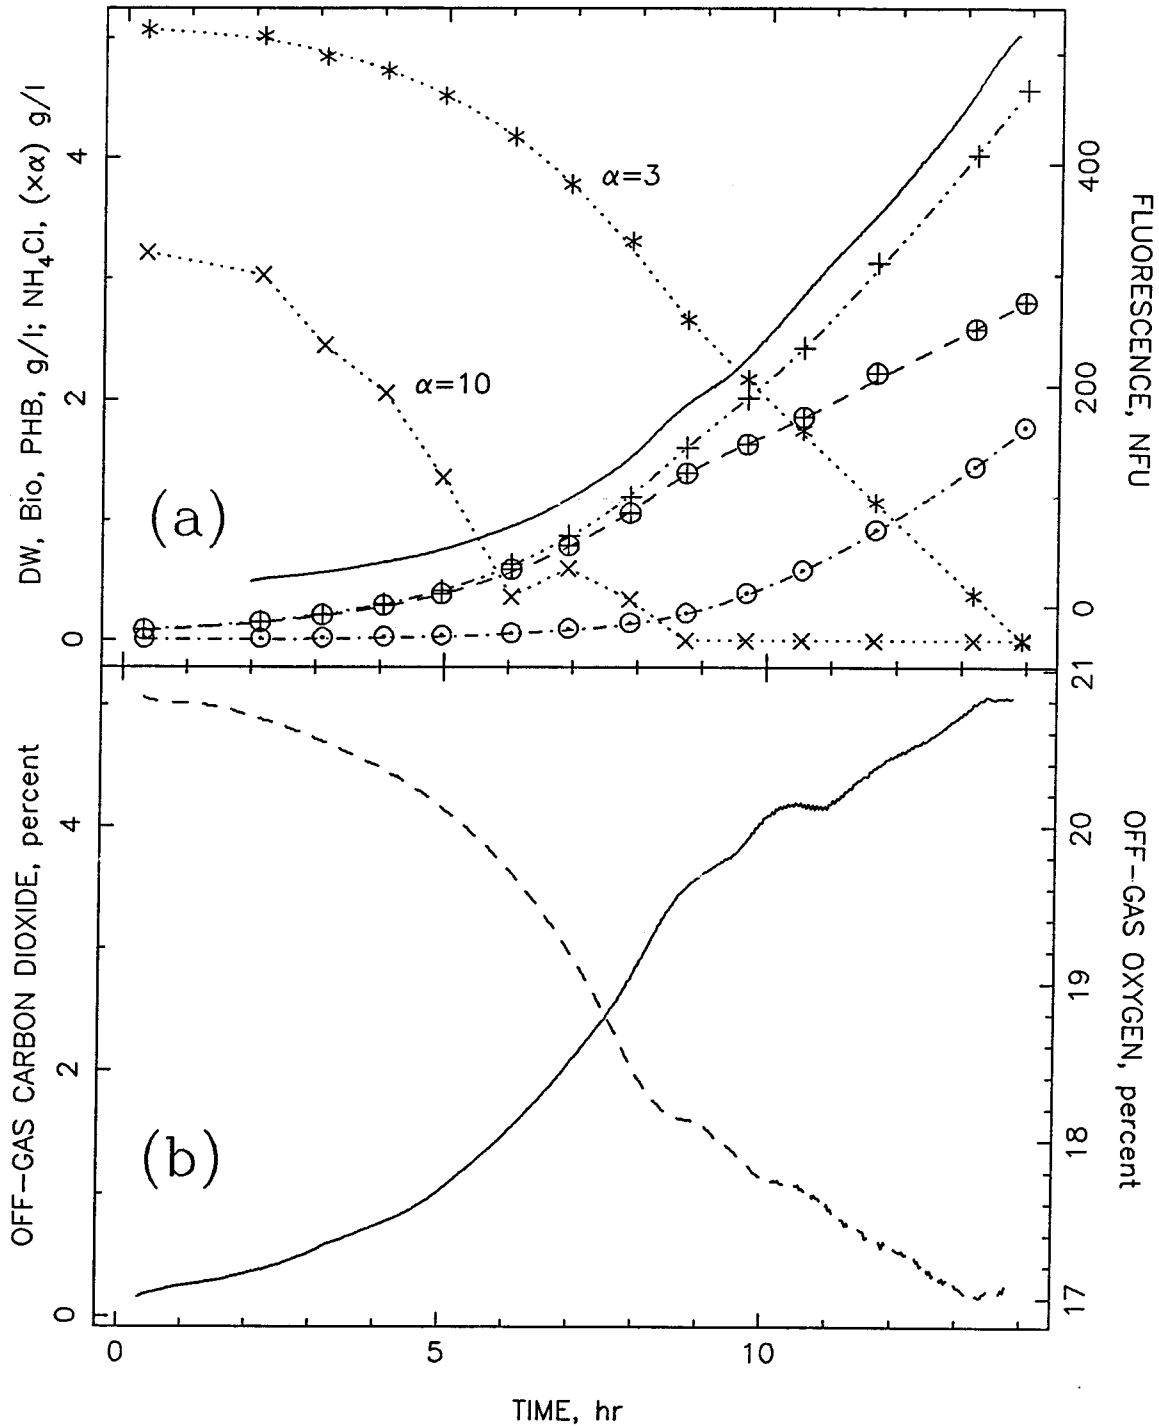 DW, Bio, PHB, g/l; NH₄Cl, (×α) g/l
4
2
0
α=3
α=10
(a)
400
200
0
FLUORESCENCE, NFU
OFF-GAS CARBON DIOXIDE, percent
4
2
0
(b)
21
20
19
18
17
OFF-GAS OXYGEN, percent
0 5 10
TIME, hr